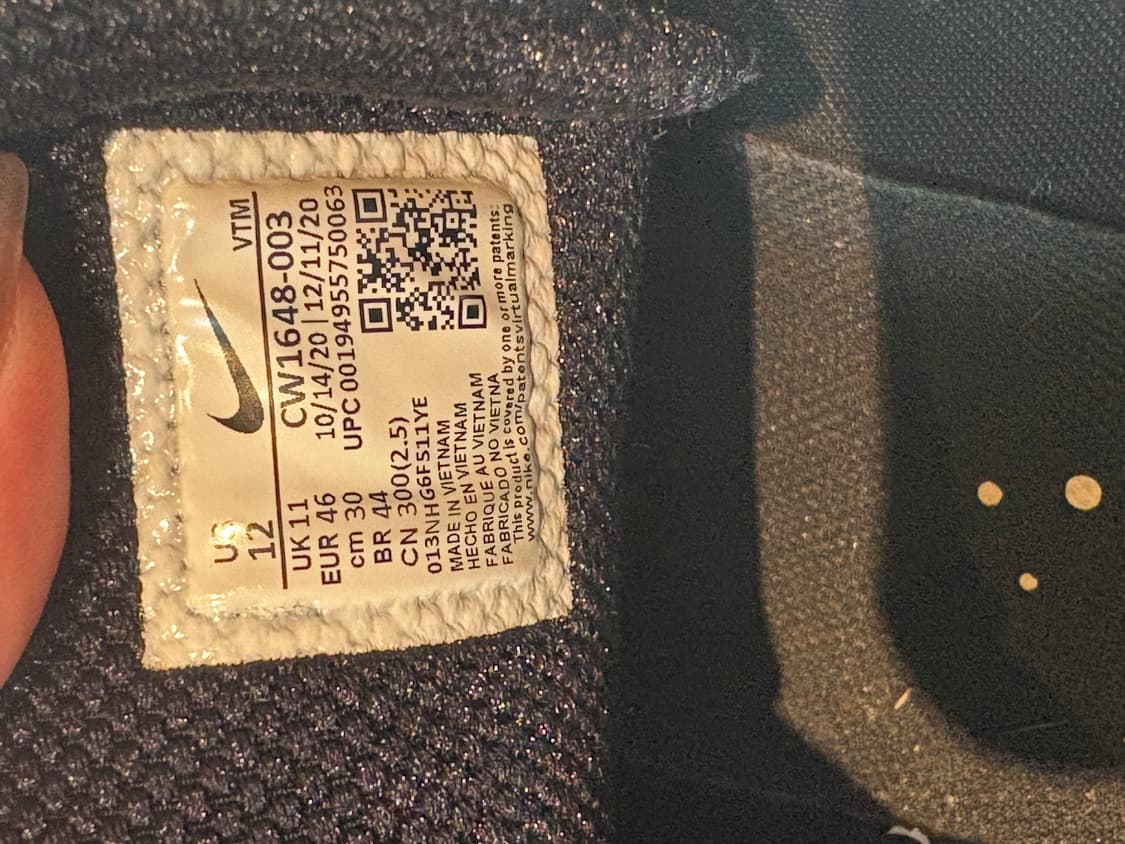 US
12
VTM
UK 11
EUR 46
cm 30
BR 44
CN 300(2.5)
CW1648-003
10/14/20 | 12/11/20
UPC 00194955750063
013NHG6FS11YE
MADE IN VIETNAM
HECHO EN VIETNAM
FABRIQUE AU VIETNAM
FABRICADO NO VIETNA
This product is covered by one or more patents:
www.nike.com/patentsvirtualmarking